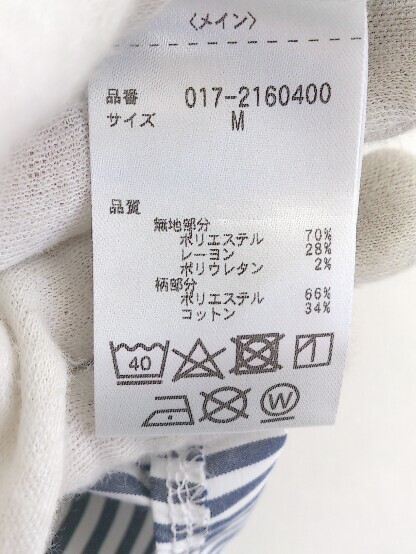 〈メイン〉
品番 017-2160400
サイズ M
品質
無地部分
ポリエステル 70%
レーヨン 28%
ポリウレタン 2%
柄部分
ポリエステル 66%
コットン 34%
40
W